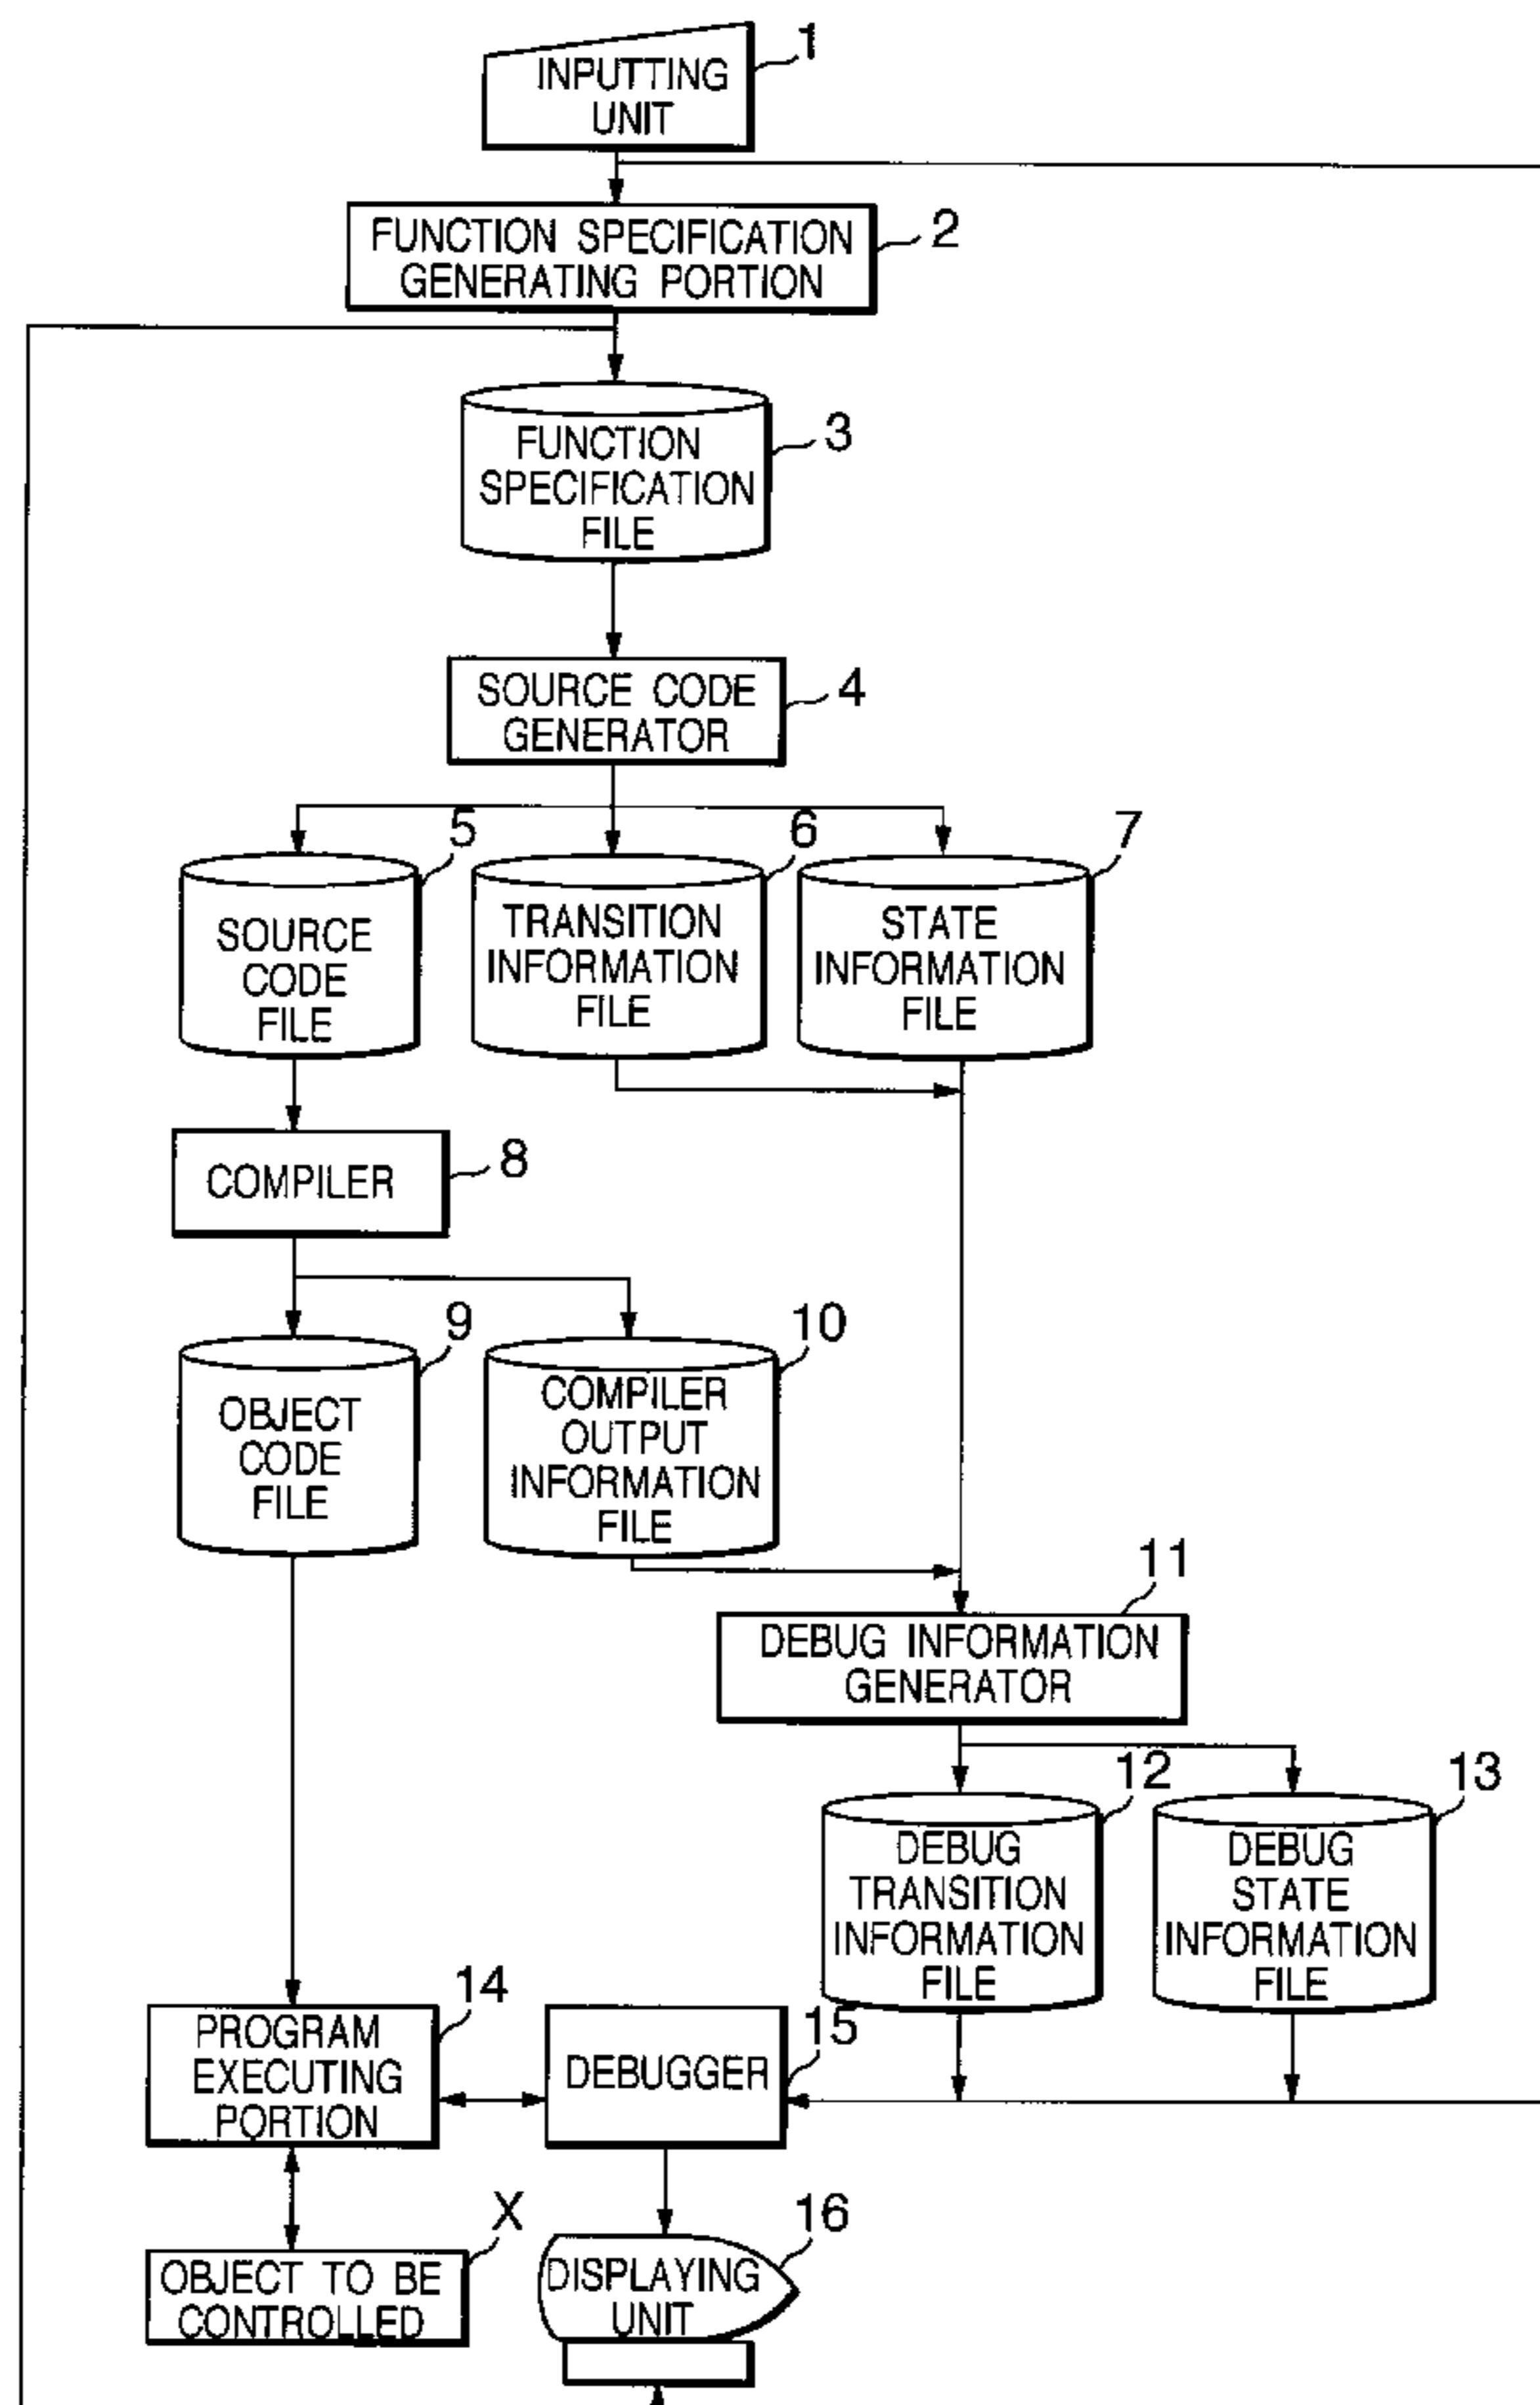 1
INPUTTING
UNIT
2
FUNCTION SPECIFICATION
GENERATING PORTION
3
FUNCTION
SPECIFICATION
FILE
4
SOURCE CODE
GENERATOR
5
SOURCE
CODE
FILE
6
TRANSITION
INFORMATION
FILE
7
STATE
INFORMATION
FILE
8
COMPILER
9
OBJECT
CODE
FILE
10
COMPILER
OUTPUT
INFORMATION
FILE
11
DEBUG INFORMATION
GENERATOR
12
DEBUG
TRANSITION
INFORMATION
FILE
13
DEBUG
STATE
INFORMATION
FILE
14
PROGRAM
EXECUTING
PORTION
15
DEBUGGER
X
OBJECT TO BE
CONTROLLED
16
DISPLAYING
UNIT